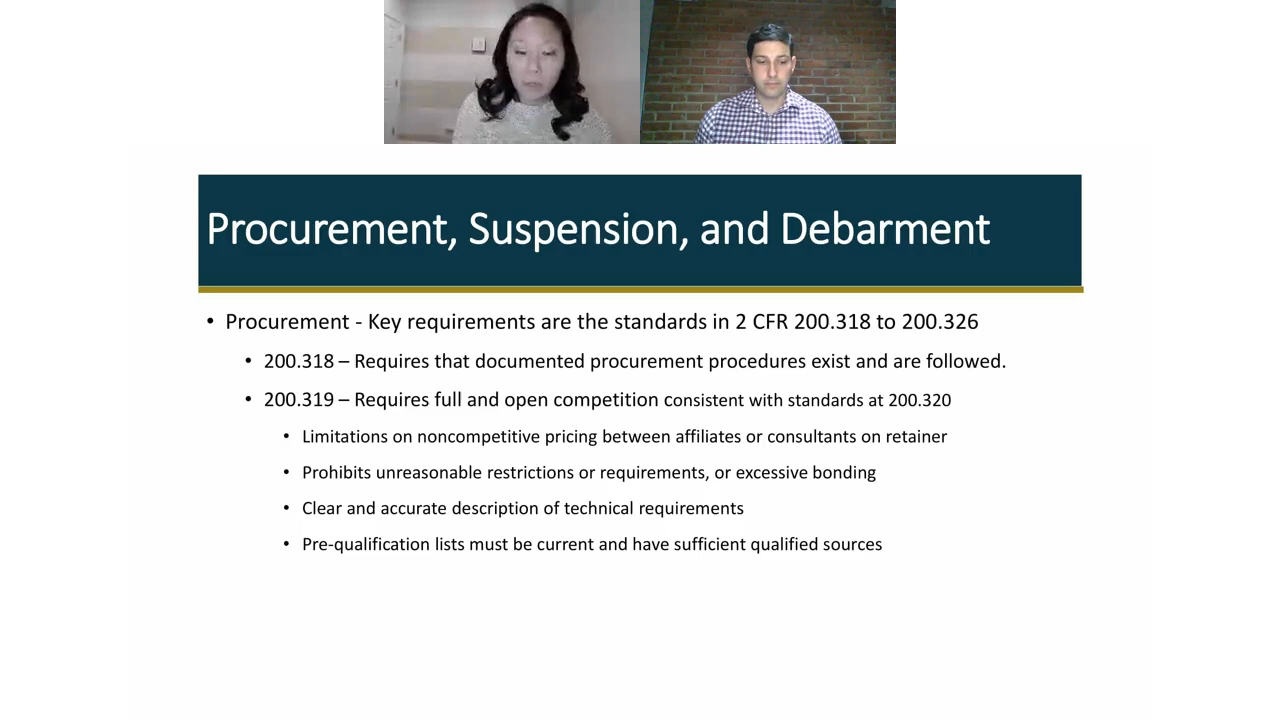 Procurement, Suspension, and Debarment
• Procurement - Key requirements are the standards in 2 CFR 200.318 to 200.326
• 200.318 – Requires that documented procurement procedures exist and are followed.
• 200.319 – Requires full and open competition consistent with standards at 200.320
• Limitations on noncompetitive pricing between affiliates or consultants on retainer
• Prohibits unreasonable restrictions or requirements, or excessive bonding
• Clear and accurate description of technical requirements
• Pre-qualification lists must be current and have sufficient qualified sources